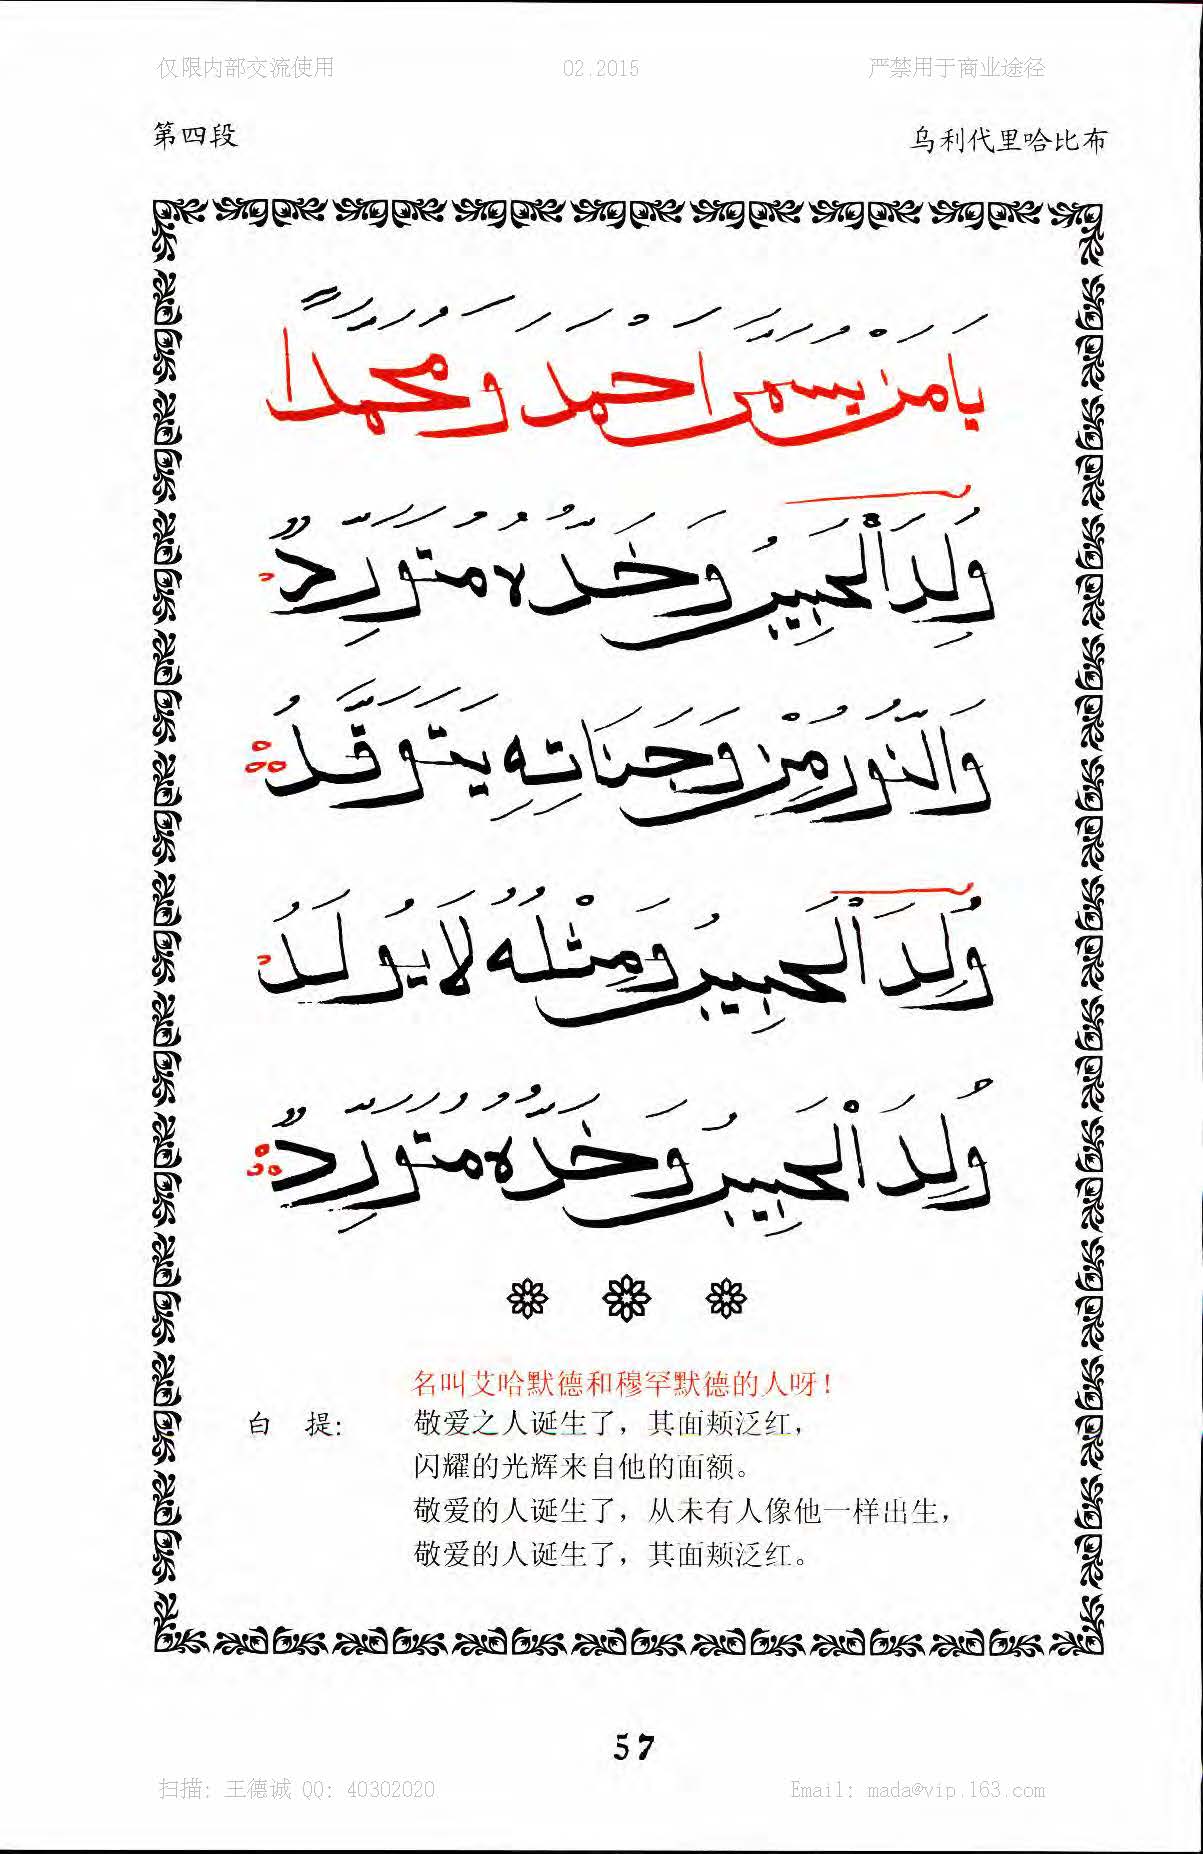 仅限内部交流使用 02.2015 严禁用于商业途径
第四段 乌利代里哈比布
يَا مَنْ يُسَمَّى اَحْمَدَ وَمُحَمَّدًا
وُلِدَ الْحَبِيبُ وَخَدُّهُ مُتَوَرِّدٌ
وَالنُّورُ مِنْ وَجَنَاتِهِ يَتَوَقَّدُ
وُلِدَ الْحَبِيبُ وَمِثْلُهُ لَا يُولَدُ
وُلِدَ الْحَبِيبُ وَخَدُّهُ مُتَوَرِّدٌ
名叫艾哈默德和穆罕默德的人呀!
白 提: 敬爱之人诞生了，其面颊泛红，
闪耀的光辉来自他的面额。
敬爱的人诞生了，从未有人像他一样出生，
敬爱的人诞生了，其面颊泛红。
57
扫描: 王德诚 QQ: 40302020 Email: mada@vip.163.com